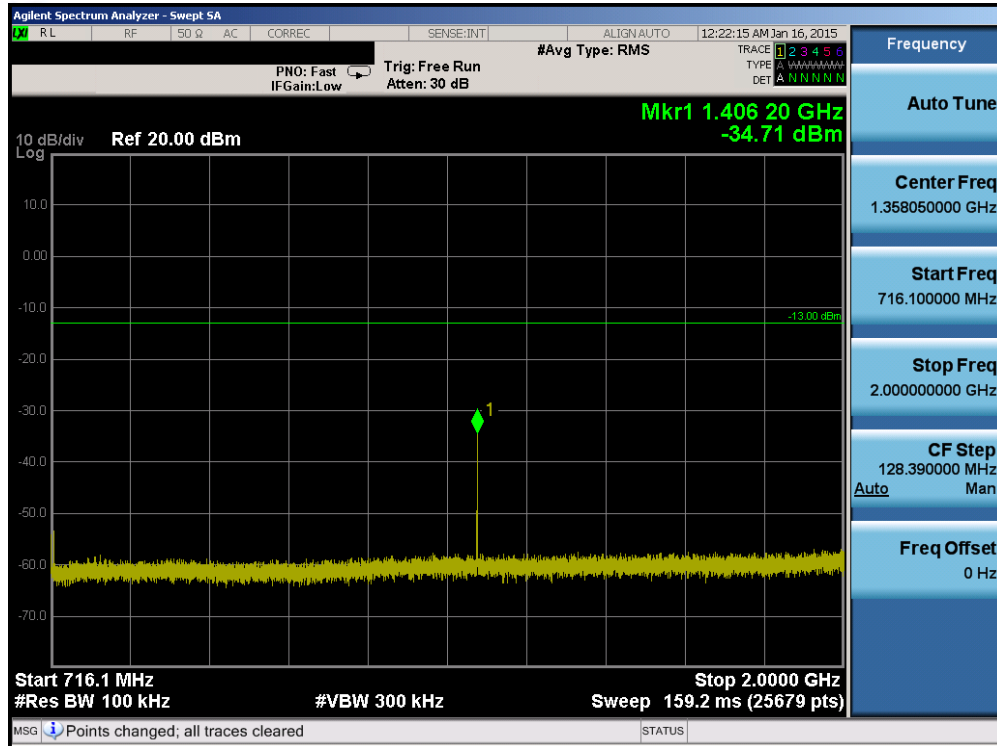 Agilent Spectrum Analyzer - Swept SA
LXI RL RF 50 Ω AC CORREC SENSE:INT ALIGNAUTO 12:22:15 AM Jan 16, 2015
#Avg Type: RMS
TRACE 1 2 3 4 5 6
TYPE A WWWWW
DET A N N N N N
PNO: Fast
IFGain:Low
Trig: Free Run
Atten: 30 dB
Mkr1 1.406 20 GHz
-34.71 dBm
10 dB/div Ref 20.00 dBm
Log
10.0
0.00
-10.0
-13.00 dBm
-20.0
-30.0
1
-40.0
-50.0
-60.0
-70.0
Start 716.1 MHz Stop 2.0000 GHz
#Res BW 100 kHz #VBW 300 kHz Sweep 159.2 ms (25679 pts)
MSG Points changed; all traces cleared STATUS
Frequency
Auto Tune
Center Freq
1.358050000 GHz
Start Freq
716.100000 MHz
Stop Freq
2.000000000 GHz
CF Step
128.390000 MHz
Auto Man
Freq Offset
0 Hz